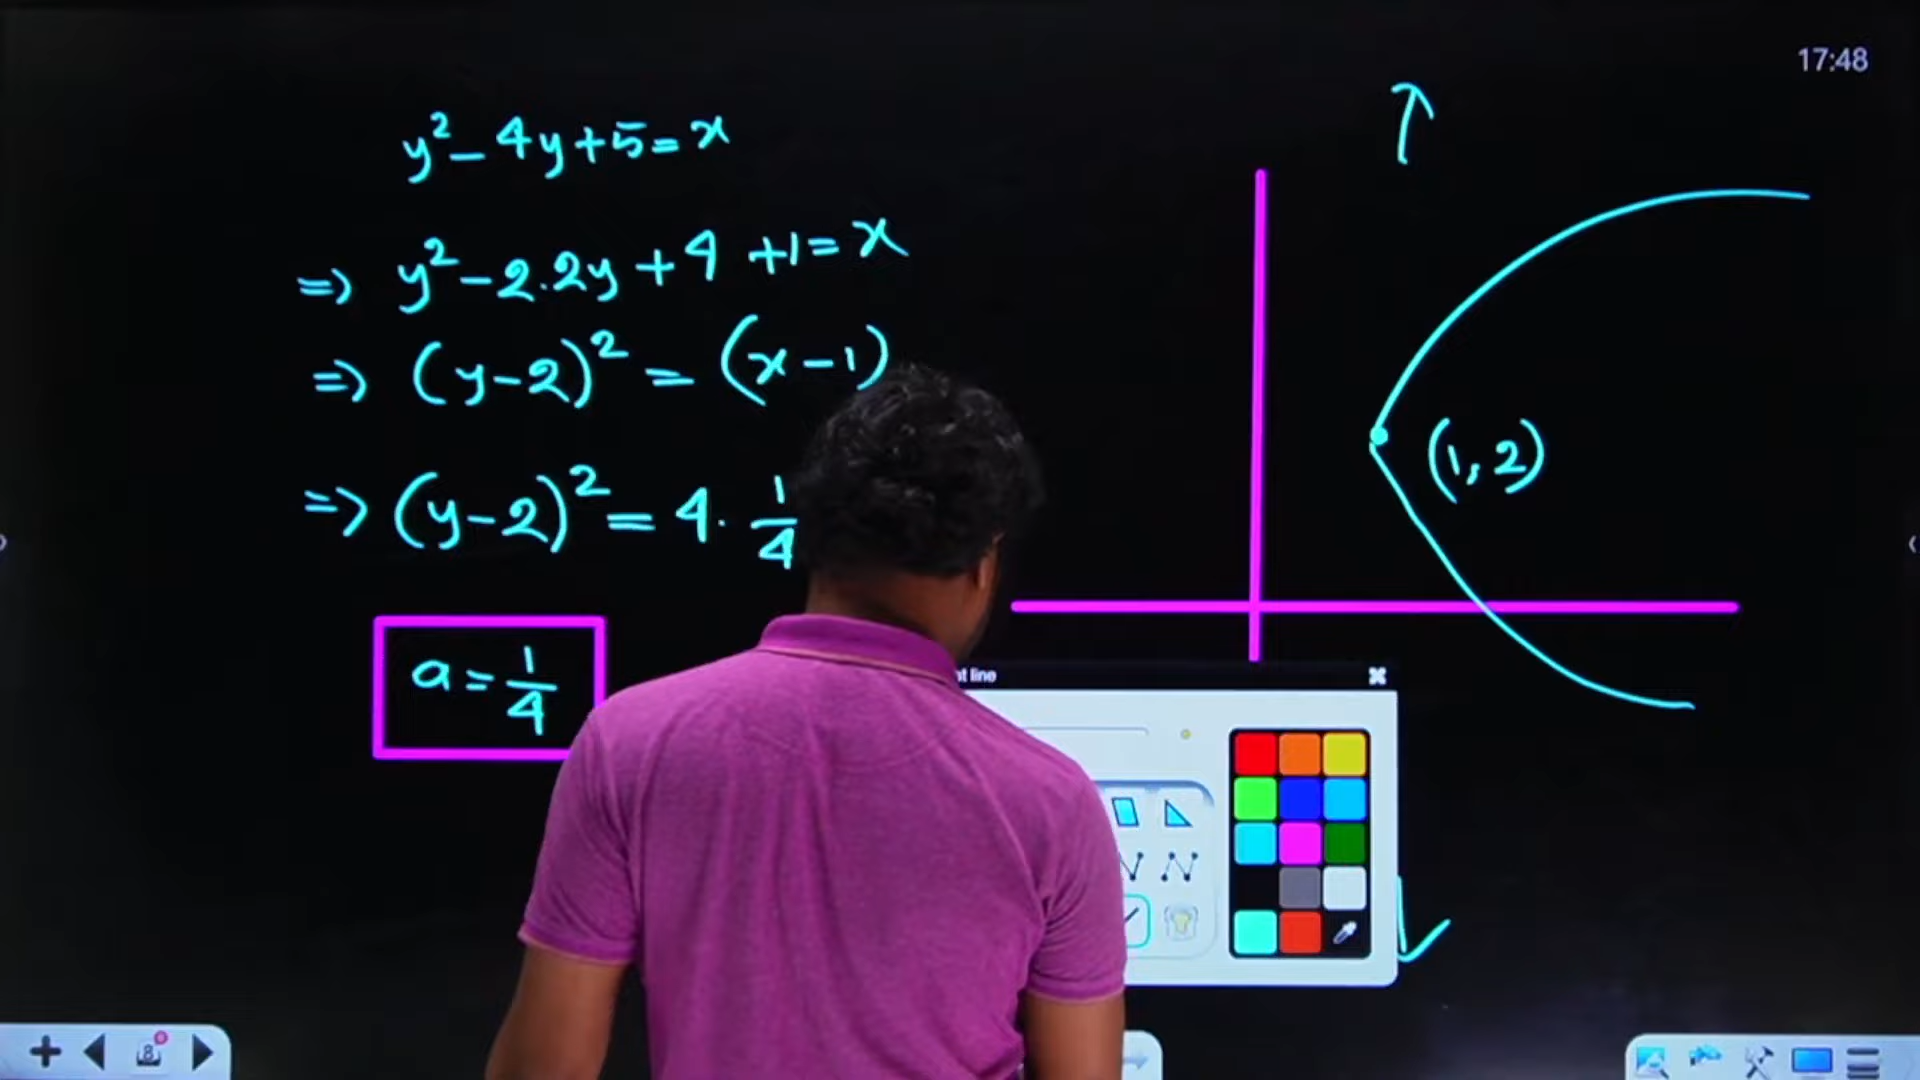 17:48
y² - 4y + 5 = x
=> y² - 2.2y + 4 + 1 = x
=> (y-2)² = (x-1)
=> (y-2)² = 4. 1/4
a = 1/4
(1, 2)
line